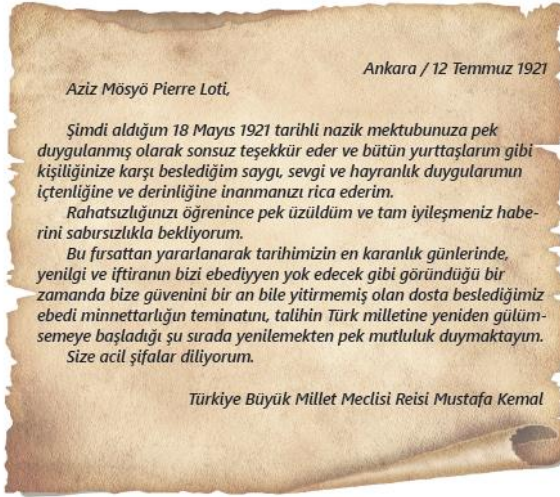 Ankara / 12 Temmuz 1921
Aziz Mösyö Pierre Loti,
Şimdi aldığım 18 Mayıs 1921 tarihli nazik mektubunuza pek
duygulanmış olarak sonsuz teşekkür eder ve bütün yurttaşlarım gibi
kişiliğinize karşı beslediğim saygı, sevgi ve hayranlık duygularımın
içtenliğine ve derinliğine inanmanızı rica ederim.
Rahatsızlığınızı öğrenince pek üzüldüm ve tam iyileşmeniz habe-
rini sabırsızlıkla bekliyorum.
Bu fırsattan yararlanarak tarihimizin en karanlık günlerinde,
yenilgi ve iftiranın bizi ebediyyen yok edecek gibi göründüğü bir
zamanda bize güvenini bir an bile yitirmemiş olan dosta beslediğimiz
ebedi minnettarlığın teminatını, talihin Türk milletine yeniden gülüm-
semeye başladığı şu sırada yenilemekten pek mutluluk duymaktayım.
Size acil şifalar diliyorum.
Türkiye Büyük Millet Meclisi Reisi Mustafa Kemal